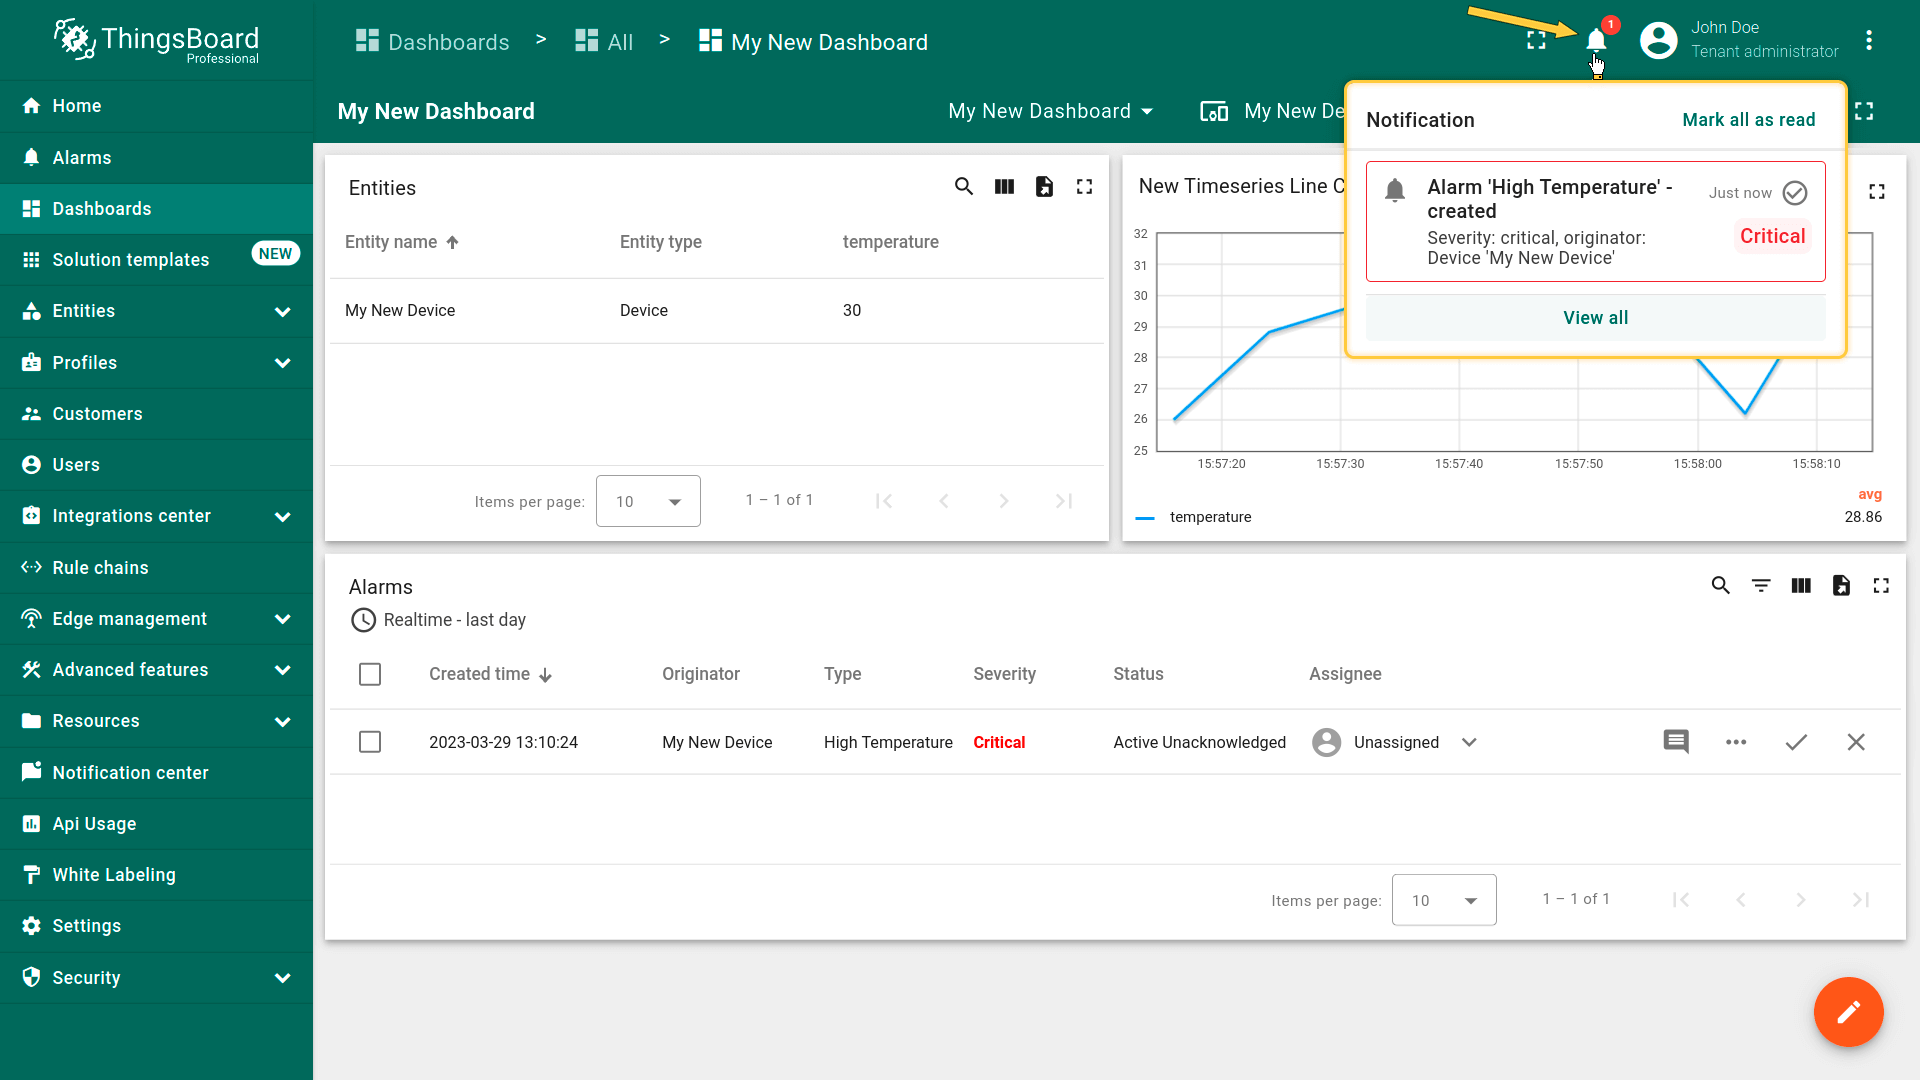 ThingsBoard
Professional
Dashboards > All > My New Dashboard
1
John Doe
Tenant administrator
Home
Alarms
Dashboards
Solution templates NEW
Entities
Profiles
Customers
Users
Integrations center
Rule chains
Edge management
Advanced features
Resources
Notification center
Api Usage
White Labeling
Settings
Security
My New Dashboard
My New Dashboard
My New De
Notification
Mark all as read
Alarm 'High Temperature' -
created
Just now
Severity: critical, originator:
Device 'My New Device'
Critical
View all
Entities
Entity name Entity type temperature
My New Device Device 30
Items per page: 10 1 – 1 of 1
New Timeseries Line C
32
31
30
29
28
27
26
25
15:57:20 15:57:30 15:57:40 15:57:50 15:58:00 15:58:10
avg
temperature 28.86
Alarms
Realtime - last day
Created time Originator Type Severity Status Assignee
2023-03-29 13:10:24 My New Device High Temperature Critical Active Unacknowledged Unassigned
Items per page: 10 1 – 1 of 1